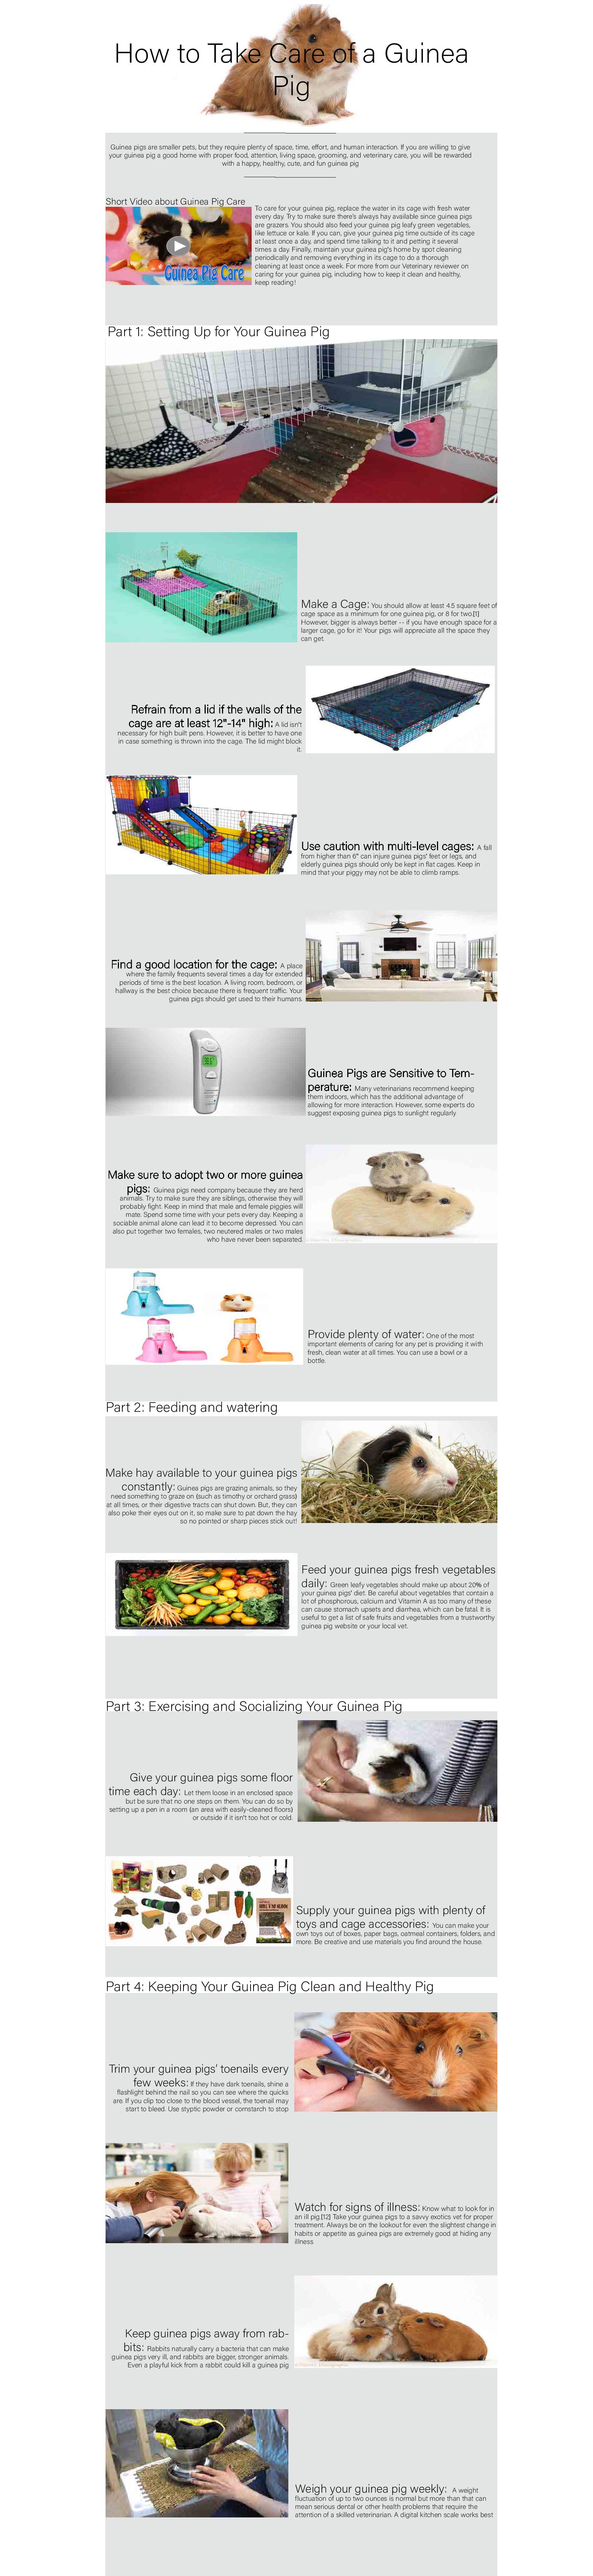 How to Take Care of a Guinea
Pig
Guinea pigs are smaller pets, but they require plenty of space, time, effort, and human interaction. If you are willing to give
your guinea pig a good home with proper food, attention, living space, grooming, and veterinary care, you will be rewarded
with a happy, healthy, cute, and fun guinea pig
Short Video about Guinea Pig Care
Guinea Pig Care
To care for your guinea pig, replace the water in its cage with fresh water
every day. Try to make sure there's always hay available since guinea pigs
are grazers. You should also feed your guinea pig leafy green vegetables,
like lettuce or kale. If you can, give your guinea pig time outside of its cage
at least once a day, and spend time talking to it and petting it several
times a day. Finally, maintain your guinea pig's home by spot cleaning
periodically and removing everything in its cage to do a thorough
cleaning at least once a week. For more from our Veterinary reviewer on
caring for your guinea pig, including how to keep it clean and healthy,
keep reading!
Part 1: Setting Up for Your Guinea Pig
Make a Cage: You should allow at least 4.5 square feet of
cage space as a minimum for one guinea pig, or 8 for two.[1]
However, bigger is always better -- if you have enough space for a
larger cage, go for it! Your pigs will appreciate all the space they
can get.
Refrain from a lid if the walls of the
cage are at least 12"-14" high: A lid isn't
necessary for high built pens. However, it is better to have one
in case something is thrown into the cage. The lid might block
it.
Use caution with multi-level cages: A fall
from higher than 6" can injure guinea pigs' feet or legs, and
elderly guinea pigs should only be kept in flat cages. Keep in
mind that your piggy may not be able to climb ramps.
Find a good location for the cage: A place
where the family frequents several times a day for extended
periods of time is the best location. A living room, bedroom, or
hallway is the best choice because there is frequent traffic. Your
guinea pigs should get used to their humans.
Guinea Pigs are Sensitive to Tem-
perature: Many veterinarians recommend keeping
them indoors, which has the additional advantage of
allowing for more interaction. However, some experts do
suggest exposing guinea pigs to sunlight regularly
Make sure to adopt two or more guinea
pigs: Guinea pigs need company because they are herd
animals. Try to make sure they are siblings, otherwise they will
probably fight. Keep in mind that male and female piggies will
mate. Spend some time with your pets every day. Keeping a
sociable animal alone can lead it to become depressed. You can
also put together two females, two neutered males or two males
who have never been separated.
Provide plenty of water: One of the most
important elements of caring for any pet is providing it with
fresh, clean water at all times. You can use a bowl or a
bottle.
Part 2: Feeding and watering
Make hay available to your guinea pigs
constantly: Guinea pigs are grazing animals, so they
need something to graze on (such as timothy or orchard grass)
at all times, or their digestive tracts can shut down. But, they can
also poke their eyes out on it, so make sure to pat down the hay
so no pointed or sharp pieces stick out!
Feed your guinea pigs fresh vegetables
daily: Green leafy vegetables should make up about 20% of
your guinea pigs' diet. Be careful about vegetables that contain a
lot of phosphorous, calcium and Vitamin A as too many of these
can cause stomach upsets and diarrhea, which can be fatal. It is
useful to get a list of safe fruits and vegetables from a trustworthy
guinea pig website or your local vet.
Part 3: Exercising and Socializing Your Guinea Pig
Give your guinea pigs some floor
time each day: Let them loose in an enclosed space
but be sure that no one steps on them. You can do so by
setting up a pen in a room (an area with easily-cleaned floors)
or outside if it isn't too hot or cold.
Supply your guinea pigs with plenty of
toys and cage accessories: You can make your
own toys out of boxes, paper bags, oatmeal containers, folders, and
more. Be creative and use materials you find around the house.
Part 4: Keeping Your Guinea Pig Clean and Healthy Pig
Trim your guinea pigs' toenails every
few weeks: If they have dark toenails, shine a
flashlight behind the nail so you can see where the quicks
are. If you clip too close to the blood vessel, the toenail may
start to bleed. Use styptic powder or cornstarch to stop
Watch for signs of illness: Know what to look for in
an ill pig.[12] Take your guinea pigs to a savvy exotics vet for proper
treatment. Always be on the lookout for even the slightest change in
habits or appetite as guinea pigs are extremely good at hiding any
illness
Keep guinea pigs away from rab-
bits: Rabbits naturally carry a bacteria that can make
guinea pigs very ill, and rabbits are bigger, stronger animals.
Even a playful kick from a rabbit could kill a guinea pig
Weigh your guinea pig weekly: A weight
fluctuation of up to two ounces is normal but more than that can
mean serious dental or other health problems that require the
attention of a skilled veterinarian. A digital kitchen scale works best